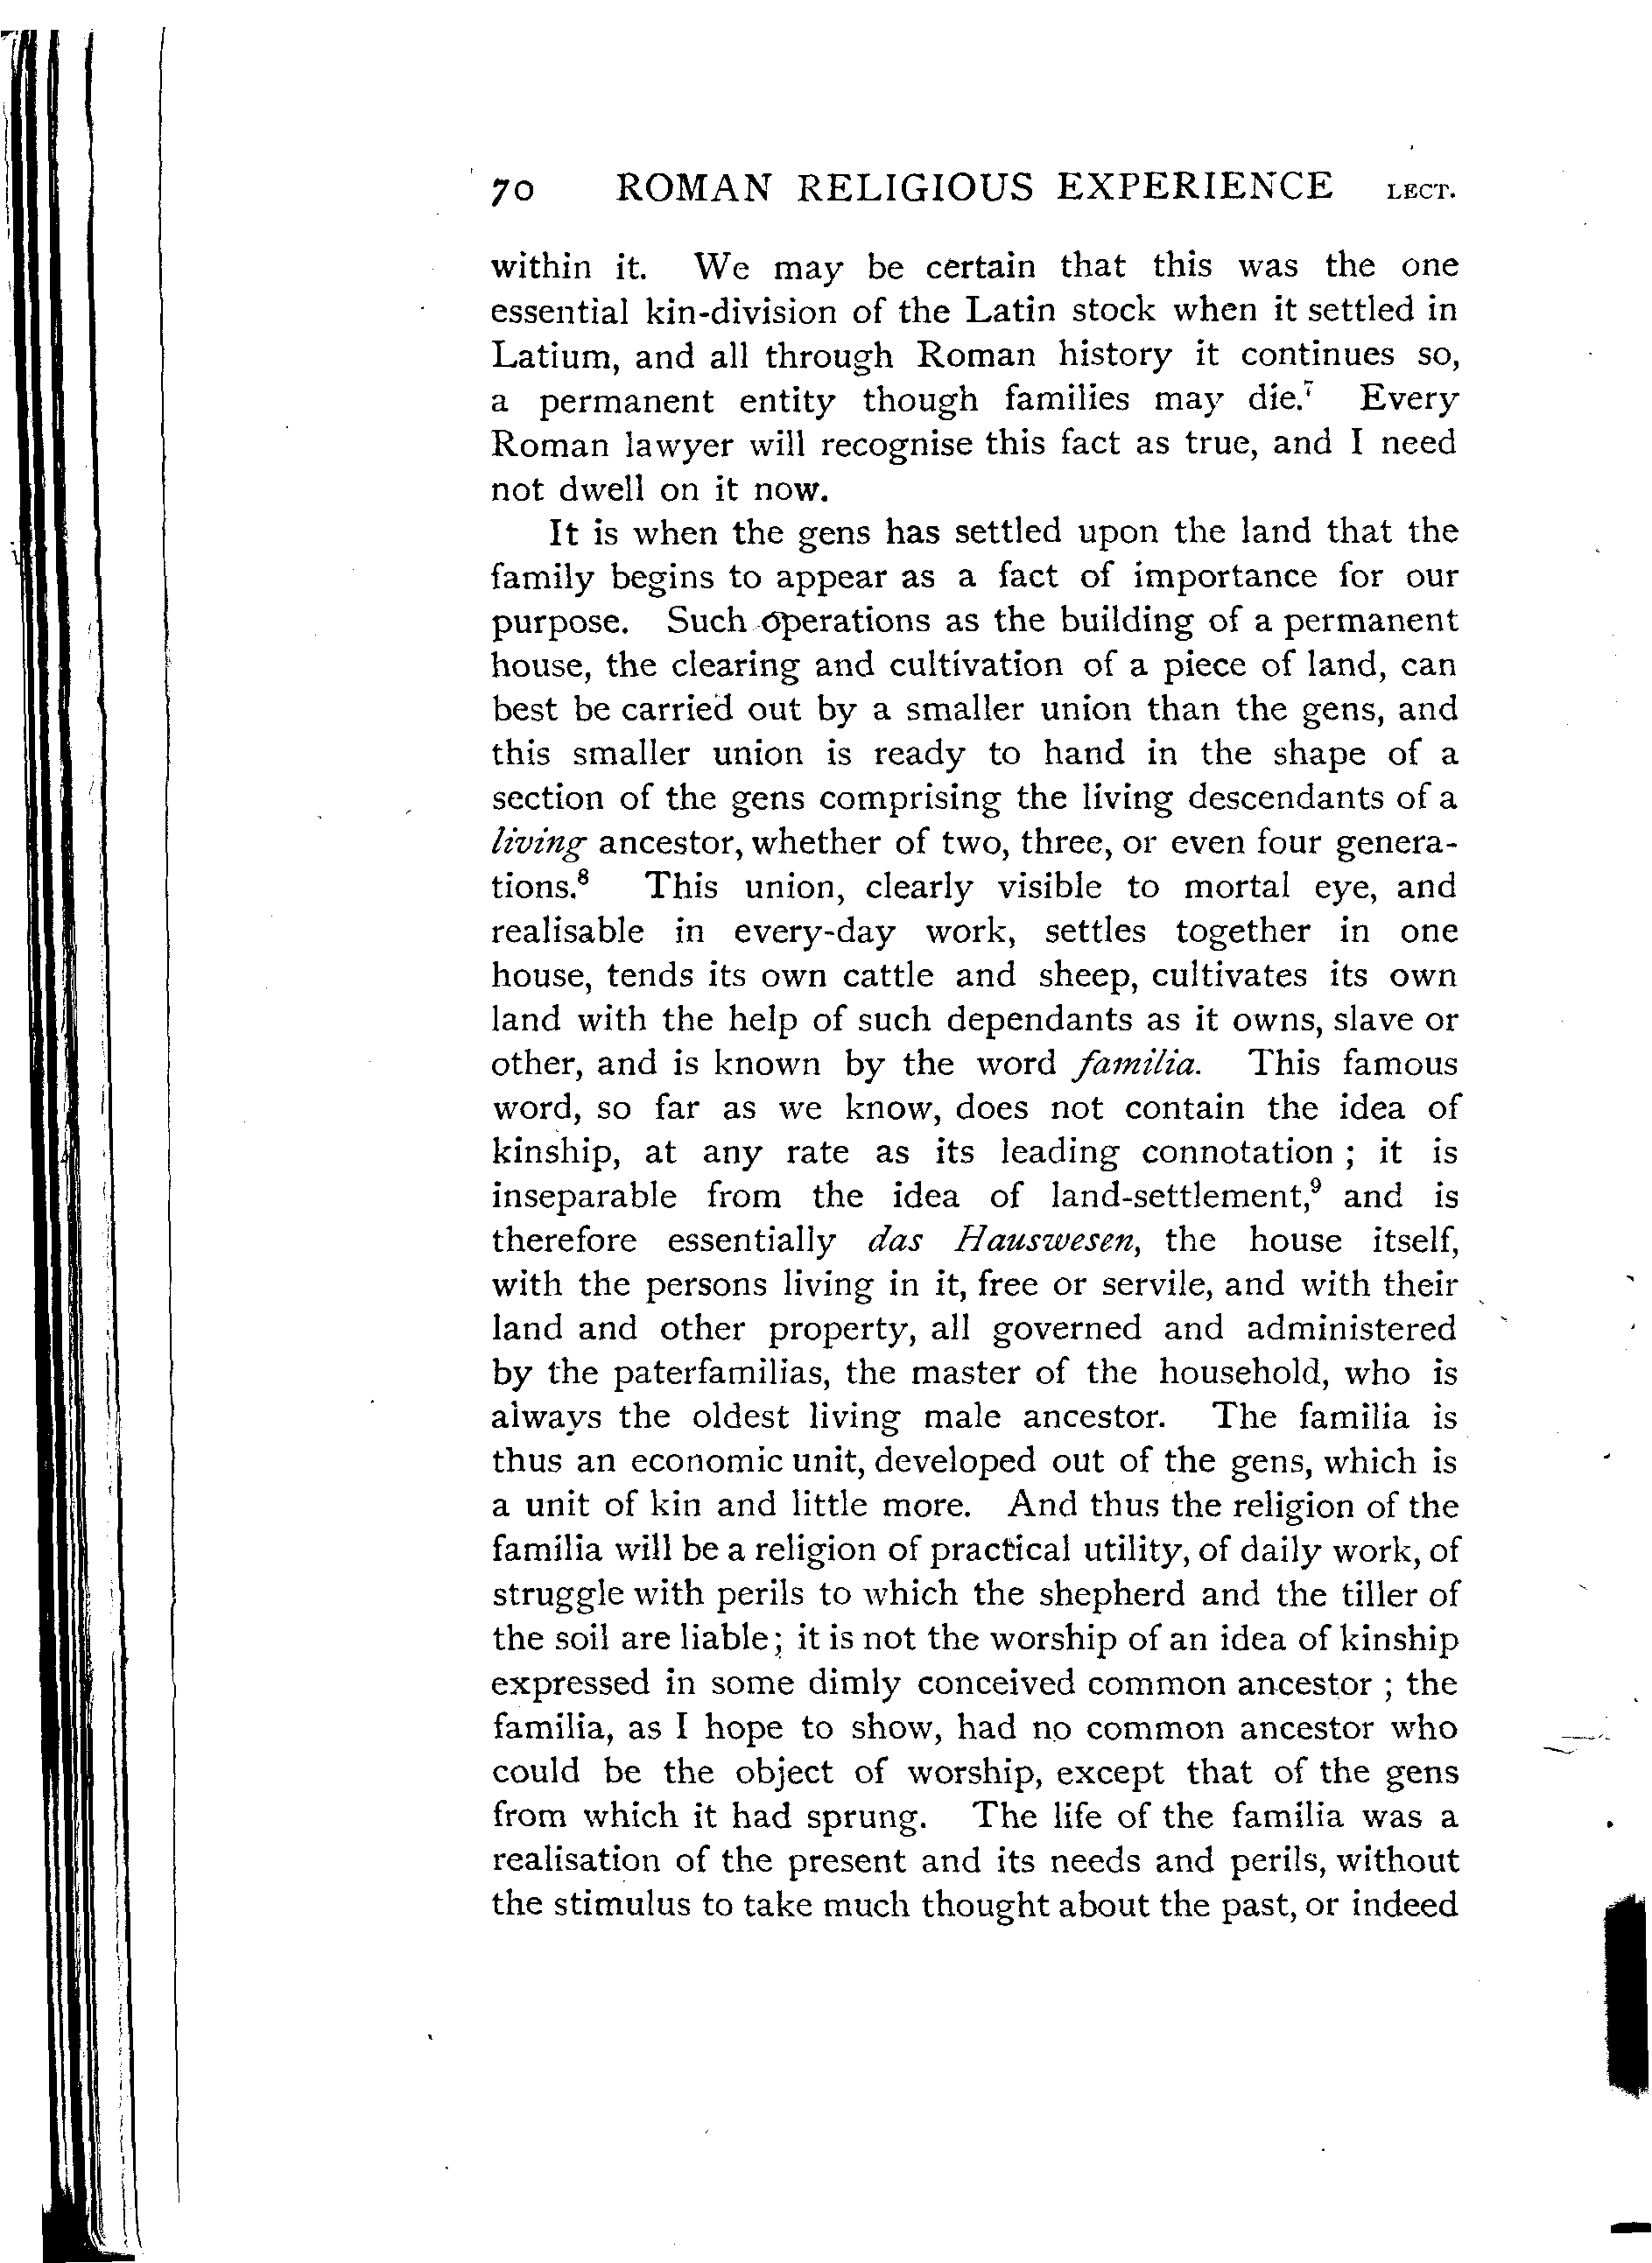 70 ROMAN RELIGIOUS EXPERIENCE LECT.
within it. We may be certain that this was the one
essential kin-division of the Latin stock when it settled in
Latium, and all through Roman history it continues so,
a permanent entity though families may die.⁷ Every
Roman lawyer will recognise this fact as true, and I need
not dwell on it now.
It is when the gens has settled upon the land that the
family begins to appear as a fact of importance for our
purpose. Such operations as the building of a permanent
house, the clearing and cultivation of a piece of land, can
best be carried out by a smaller union than the gens, and
this smaller union is ready to hand in the shape of a
section of the gens comprising the living descendants of a
living ancestor, whether of two, three, or even four genera-
tions.⁸ This union, clearly visible to mortal eye, and
realisable in every-day work, settles together in one
house, tends its own cattle and sheep, cultivates its own
land with the help of such dependants as it owns, slave or
other, and is known by the word familia. This famous
word, so far as we know, does not contain the idea of
kinship, at any rate as its leading connotation ; it is
inseparable from the idea of land-settlement,⁹ and is
therefore essentially das Hauswesen, the house itself,
with the persons living in it, free or servile, and with their
land and other property, all governed and administered
by the paterfamilias, the master of the household, who is
always the oldest living male ancestor. The familia is
thus an economic unit, developed out of the gens, which is
a unit of kin and little more. And thus the religion of the
familia will be a religion of practical utility, of daily work, of
struggle with perils to which the shepherd and the tiller of
the soil are liable; it is not the worship of an idea of kinship
expressed in some dimly conceived common ancestor ; the
familia, as I hope to show, had no common ancestor who
could be the object of worship, except that of the gens
from which it had sprung. The life of the familia was a
realisation of the present and its needs and perils, without
the stimulus to take much thought about the past, or indeed